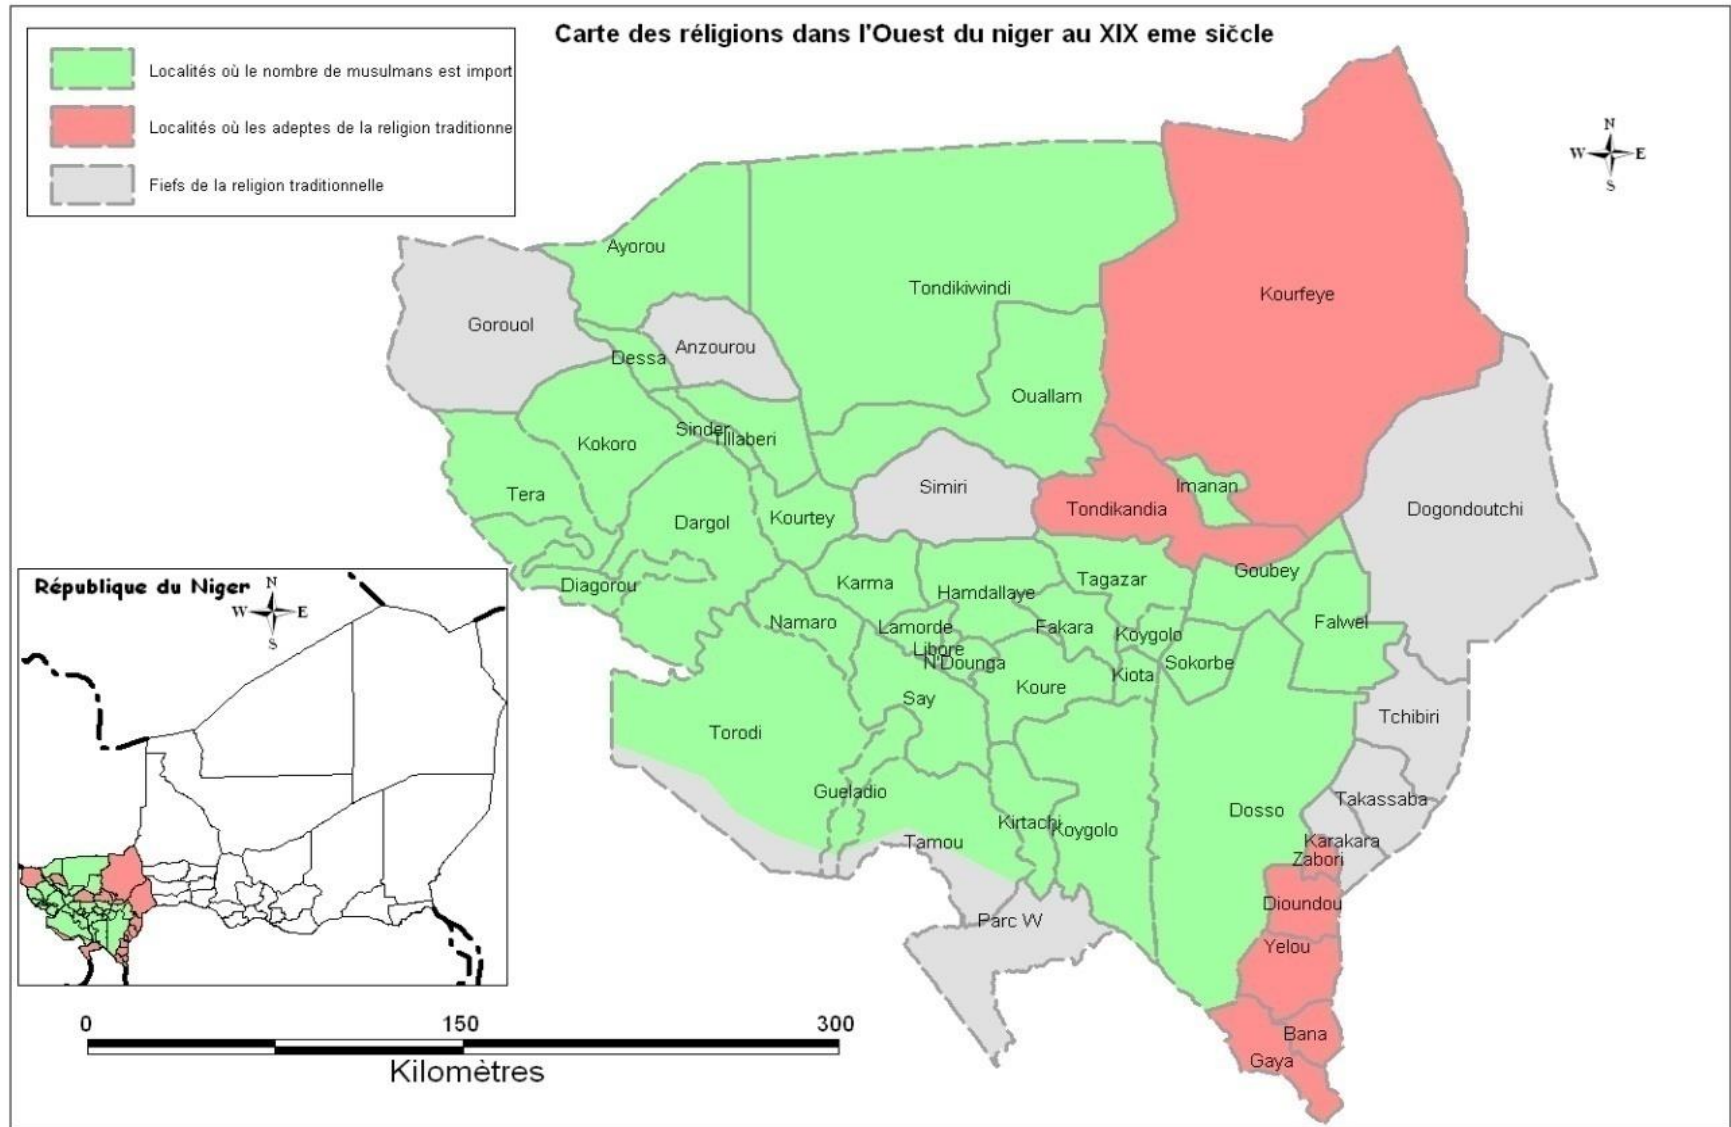 Carte des réligions dans l'Ouest du niger au XIX eme siččle
Localités où le nombre de musulmans est import
Localités où les adeptes de la religion traditionne
Fiefs de la religion traditionnelle
N
W E
S
Ayorou
Tondikiwindi
Kourfeye
Gorouol
Anzourou
Dessa
Ouallam
Sinder
Tillaberi
Kokoro
Simiri
Imanan
Tera
Tondikandia
Dogondoutchi
Dargol
Kourtey
Goubey
Diagorou
Karma
Tagazar
Hamdallaye
Namaro
Lamorde
Fakara
Koygolo
Falwel
Libore
N'Dounga
Sokorbe
Kiota
Koure
Say
Tchibiri
Torodi
Gueladio
Takassaba
Dosso
Kirtachi
Koygolo
Tamou
Karakara
Zabori
Dioundou
Parc W
Yelou
Bana
Gaya
République du Niger
N
W E
S
0 150 300
Kilomètres